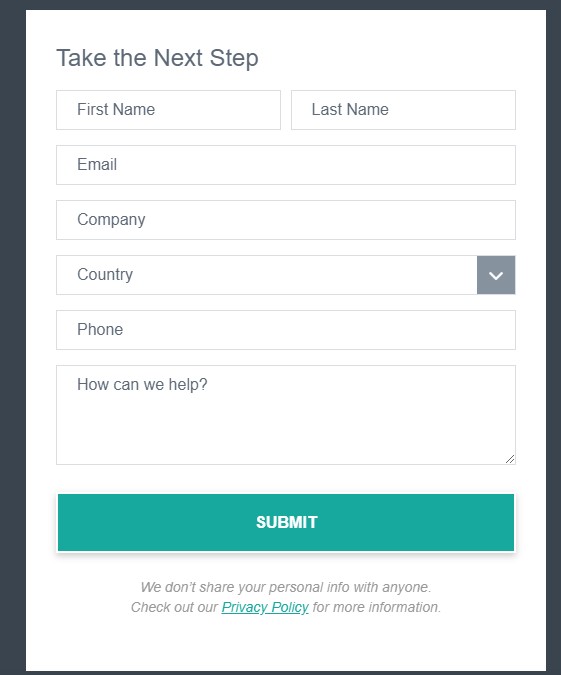 Take the Next Step
First Name Last Name
Email
Company
Country
Phone
How can we help?
SUBMIT
We don't share your personal info with anyone.
Check out our Privacy Policy for more information.